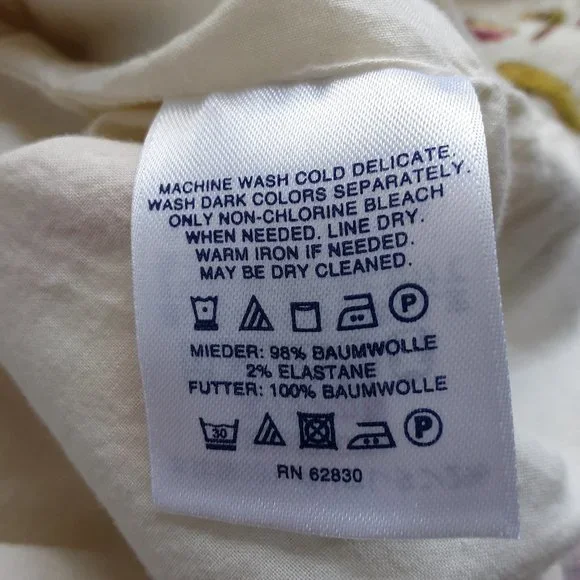 MACHINE WASH COLD DELICATE.
WASH DARK COLORS SEPARATELY.
ONLY NON-CHLORINE BLEACH
WHEN NEEDED. LINE DRY.
WARM IRON IF NEEDED.
MAY BE DRY CLEANED.
P
MIEDER: 98% BAUMWOLLE
2% ELASTANE
FUTTER: 100% BAUMWOLLE
30 P
RN 62830